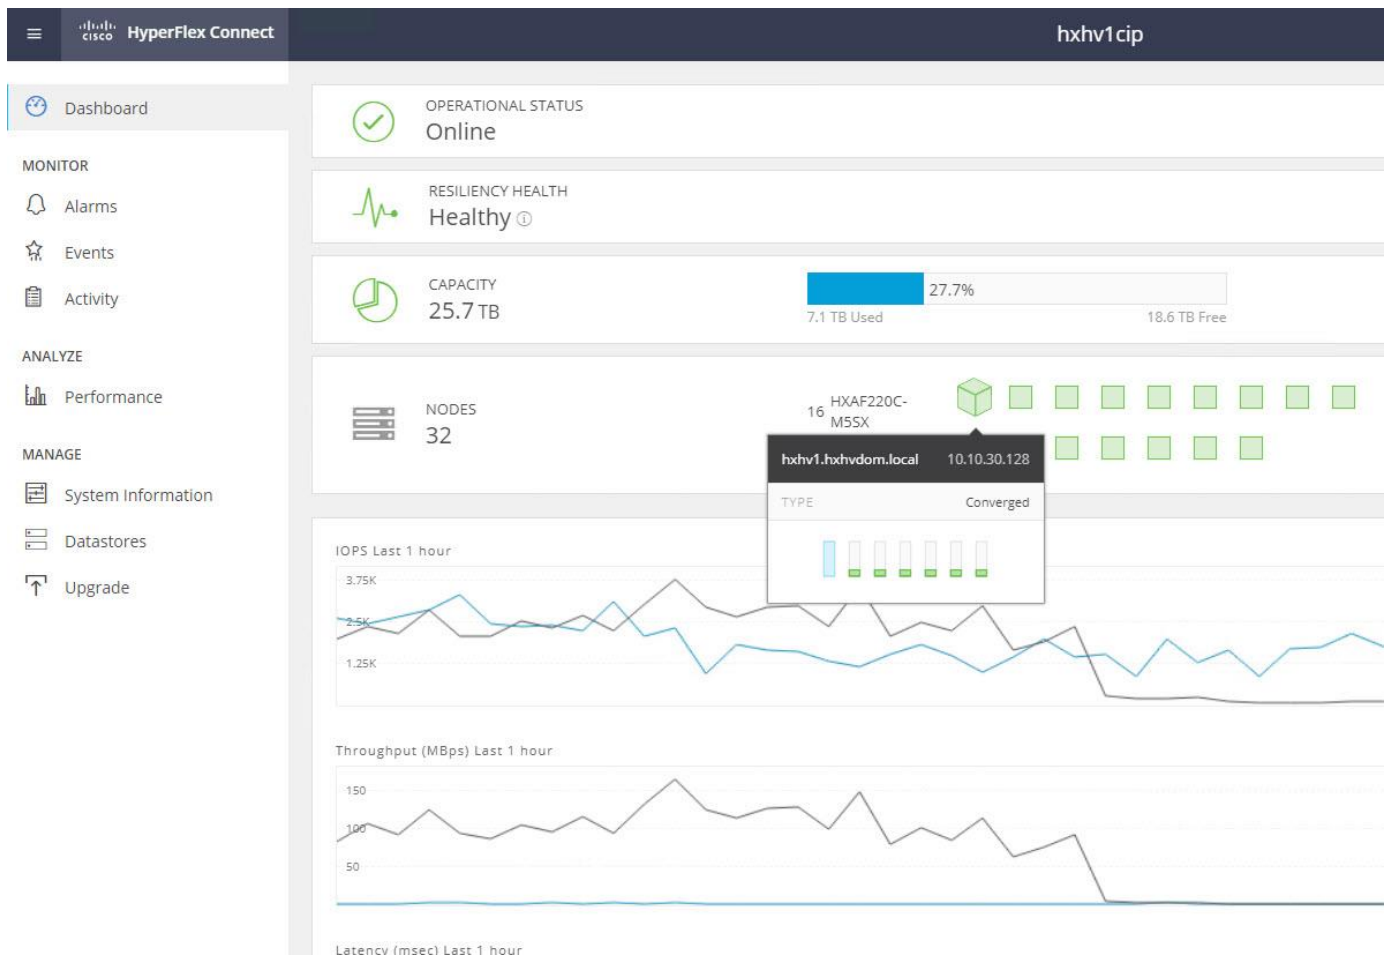 cisco HyperFlex Connect
hxhv1cip
Dashboard
MONITOR
Alarms
Events
Activity
ANALYZE
Performance
MANAGE
System Information
Datastores
Upgrade
OPERATIONAL STATUS
Online
RESILIENCY HEALTH
Healthy
CAPACITY
25.7 TB
27.7%
7.1 TB Used 18.6 TB Free
NODES
32
16 HXAF220C-
M5SX
hxhv1.hxhvdom.local 10.10.30.128
TYPE Converged
IOPS Last 1 hour
3.75K
2.5K
1.25K
Throughput (MBps) Last 1 hour
150
100
50
Latency (msec) Last 1 hour